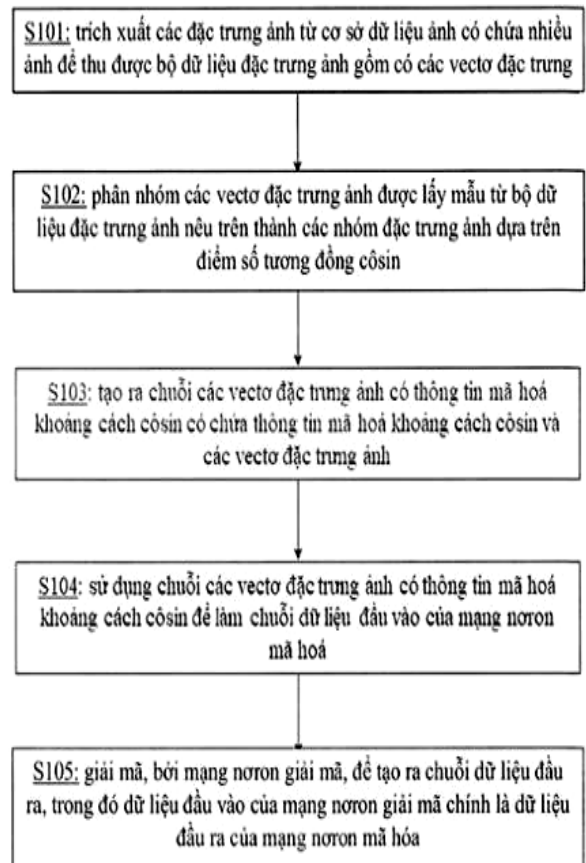 S101: trích xuất các đặc trưng ảnh từ cơ sở dữ liệu ảnh có chứa nhiều
ảnh để thu được bộ dữ liệu đặc trưng ảnh gồm có các vectơ đặc trưng
S102: phân nhóm các vectơ đặc trưng ảnh được lấy mẫu từ bộ dữ
liệu đặc trưng ảnh nêu trên thành các nhóm đặc trưng ảnh dựa trên
điểm số tương đồng côsin
S103: tạo ra chuỗi các vectơ đặc trưng ảnh có thông tin mã hoá
khoảng cách côsin có chứa thông tin mã hoá khoảng cách côsin và
các vectơ đặc trưng ảnh
S104: sử dụng chuỗi các vectơ đặc trưng ảnh có thông tin mã hoá
khoảng cách côsin để làm chuỗi dữ liệu đầu vào của mạng nơron
mã hoá
S105: giải mã, bởi mạng nơron giải mã, để tạo ra chuỗi dữ liệu đầu
ra, trong đó dữ liệu đầu vào của mạng nơron giải mã chính là dữ liệu
đầu ra của mạng nơron mã hóa